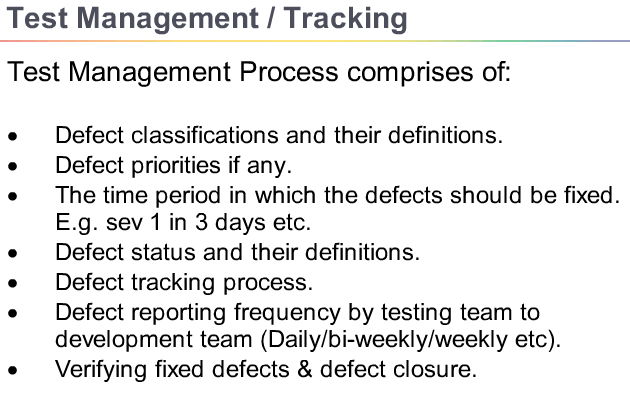 Test Management / Tracking
Test Management Process comprises of:
• Defect classifications and their definitions.
• Defect priorities if any.
• The time period in which the defects should be fixed.
E.g. sev 1 in 3 days etc.
• Defect status and their definitions.
• Defect tracking process.
• Defect reporting frequency by testing team to
development team (Daily/bi-weekly/weekly etc).
• Verifying fixed defects & defect closure.